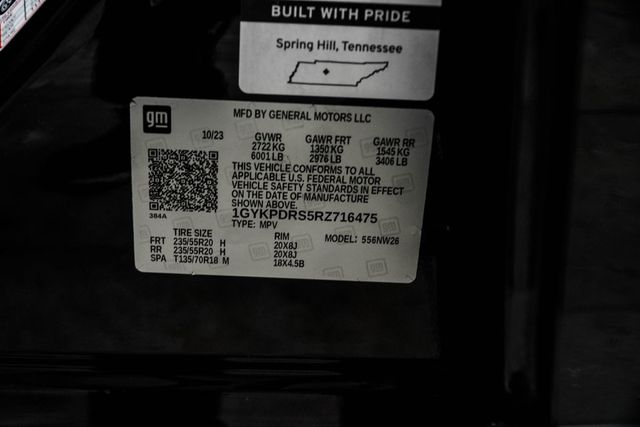 BUILT WITH PRIDE
Spring Hill, Tennessee
gm
MFD BY GENERAL MOTORS LLC
10/23 GVWR GAWR FRT GAWR RR
2722 KG 1350 KG 1545 KG
6001 LB 2976 LB 3406 LB
THIS VEHICLE CONFORMS TO ALL
APPLICABLE U.S. FEDERAL MOTOR
VEHICLE SAFETY STANDARDS IN EFFECT
ON THE DATE OF MANUFACTURE
SHOWN ABOVE.
384A 1GYKPDRS5RZ716475
TYPE: MPV
TIRE SIZE RIM MODEL: 556NW26
FRT 235/55R20 H 20X8J
RR 235/55R20 H 20X8J
SPA T135/70R18 M 18X4.5B